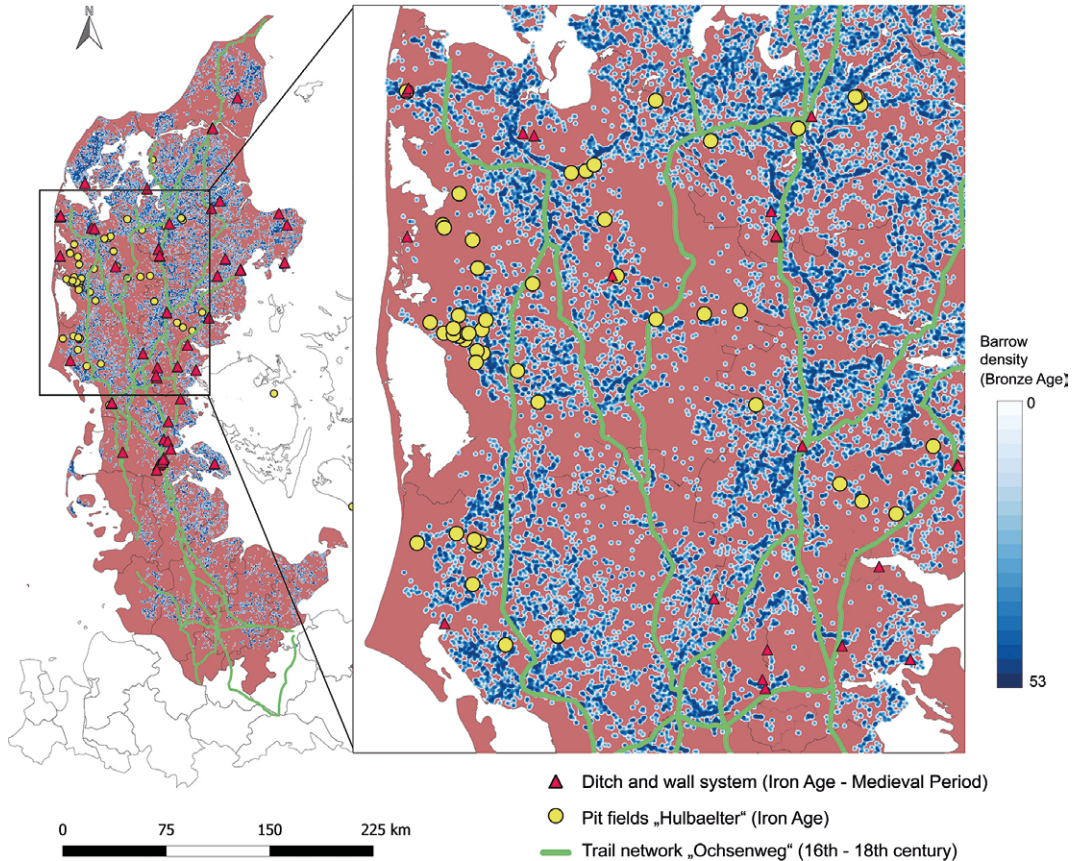 N
Barrow
density
(Bronze Age)
0
53
Ditch and wall system (Iron Age - Medieval Period)
Pit fields „Hulbaelter“ (Iron Age)
Trail network „Ochsenweg“ (16th - 18th century)
0 75 150 225 km